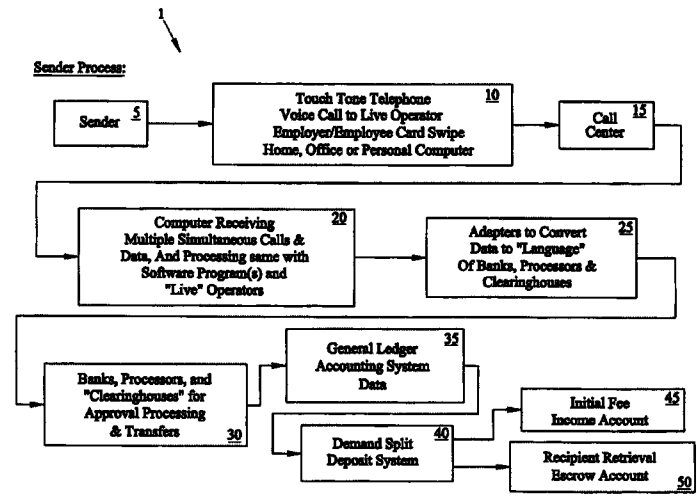 1
Sender Process:
5
Sender
10
Touch Tone Telephone
Voice Call to Live Operator
Employer/Employee Card Swipe
Home, Office or Personal Computer
15
Call
Center
20
Computer Receiving
Multiple Simultaneous Calls &
Data, And Processing same with
Software Program(s) and
"Live" Operators
25
Adapters to Convert
Data to "Language"
Of Banks, Processors &
Clearinghouses
Banks, Processors, and
"Clearinghouses" for
Approval Processing
& Transfers
30
35
General Ledger
Accounting System
Data
40
Demand Split
Deposit System
45
Initial Fee
Income Account
Recipient Retrieval
Escrow Account
50